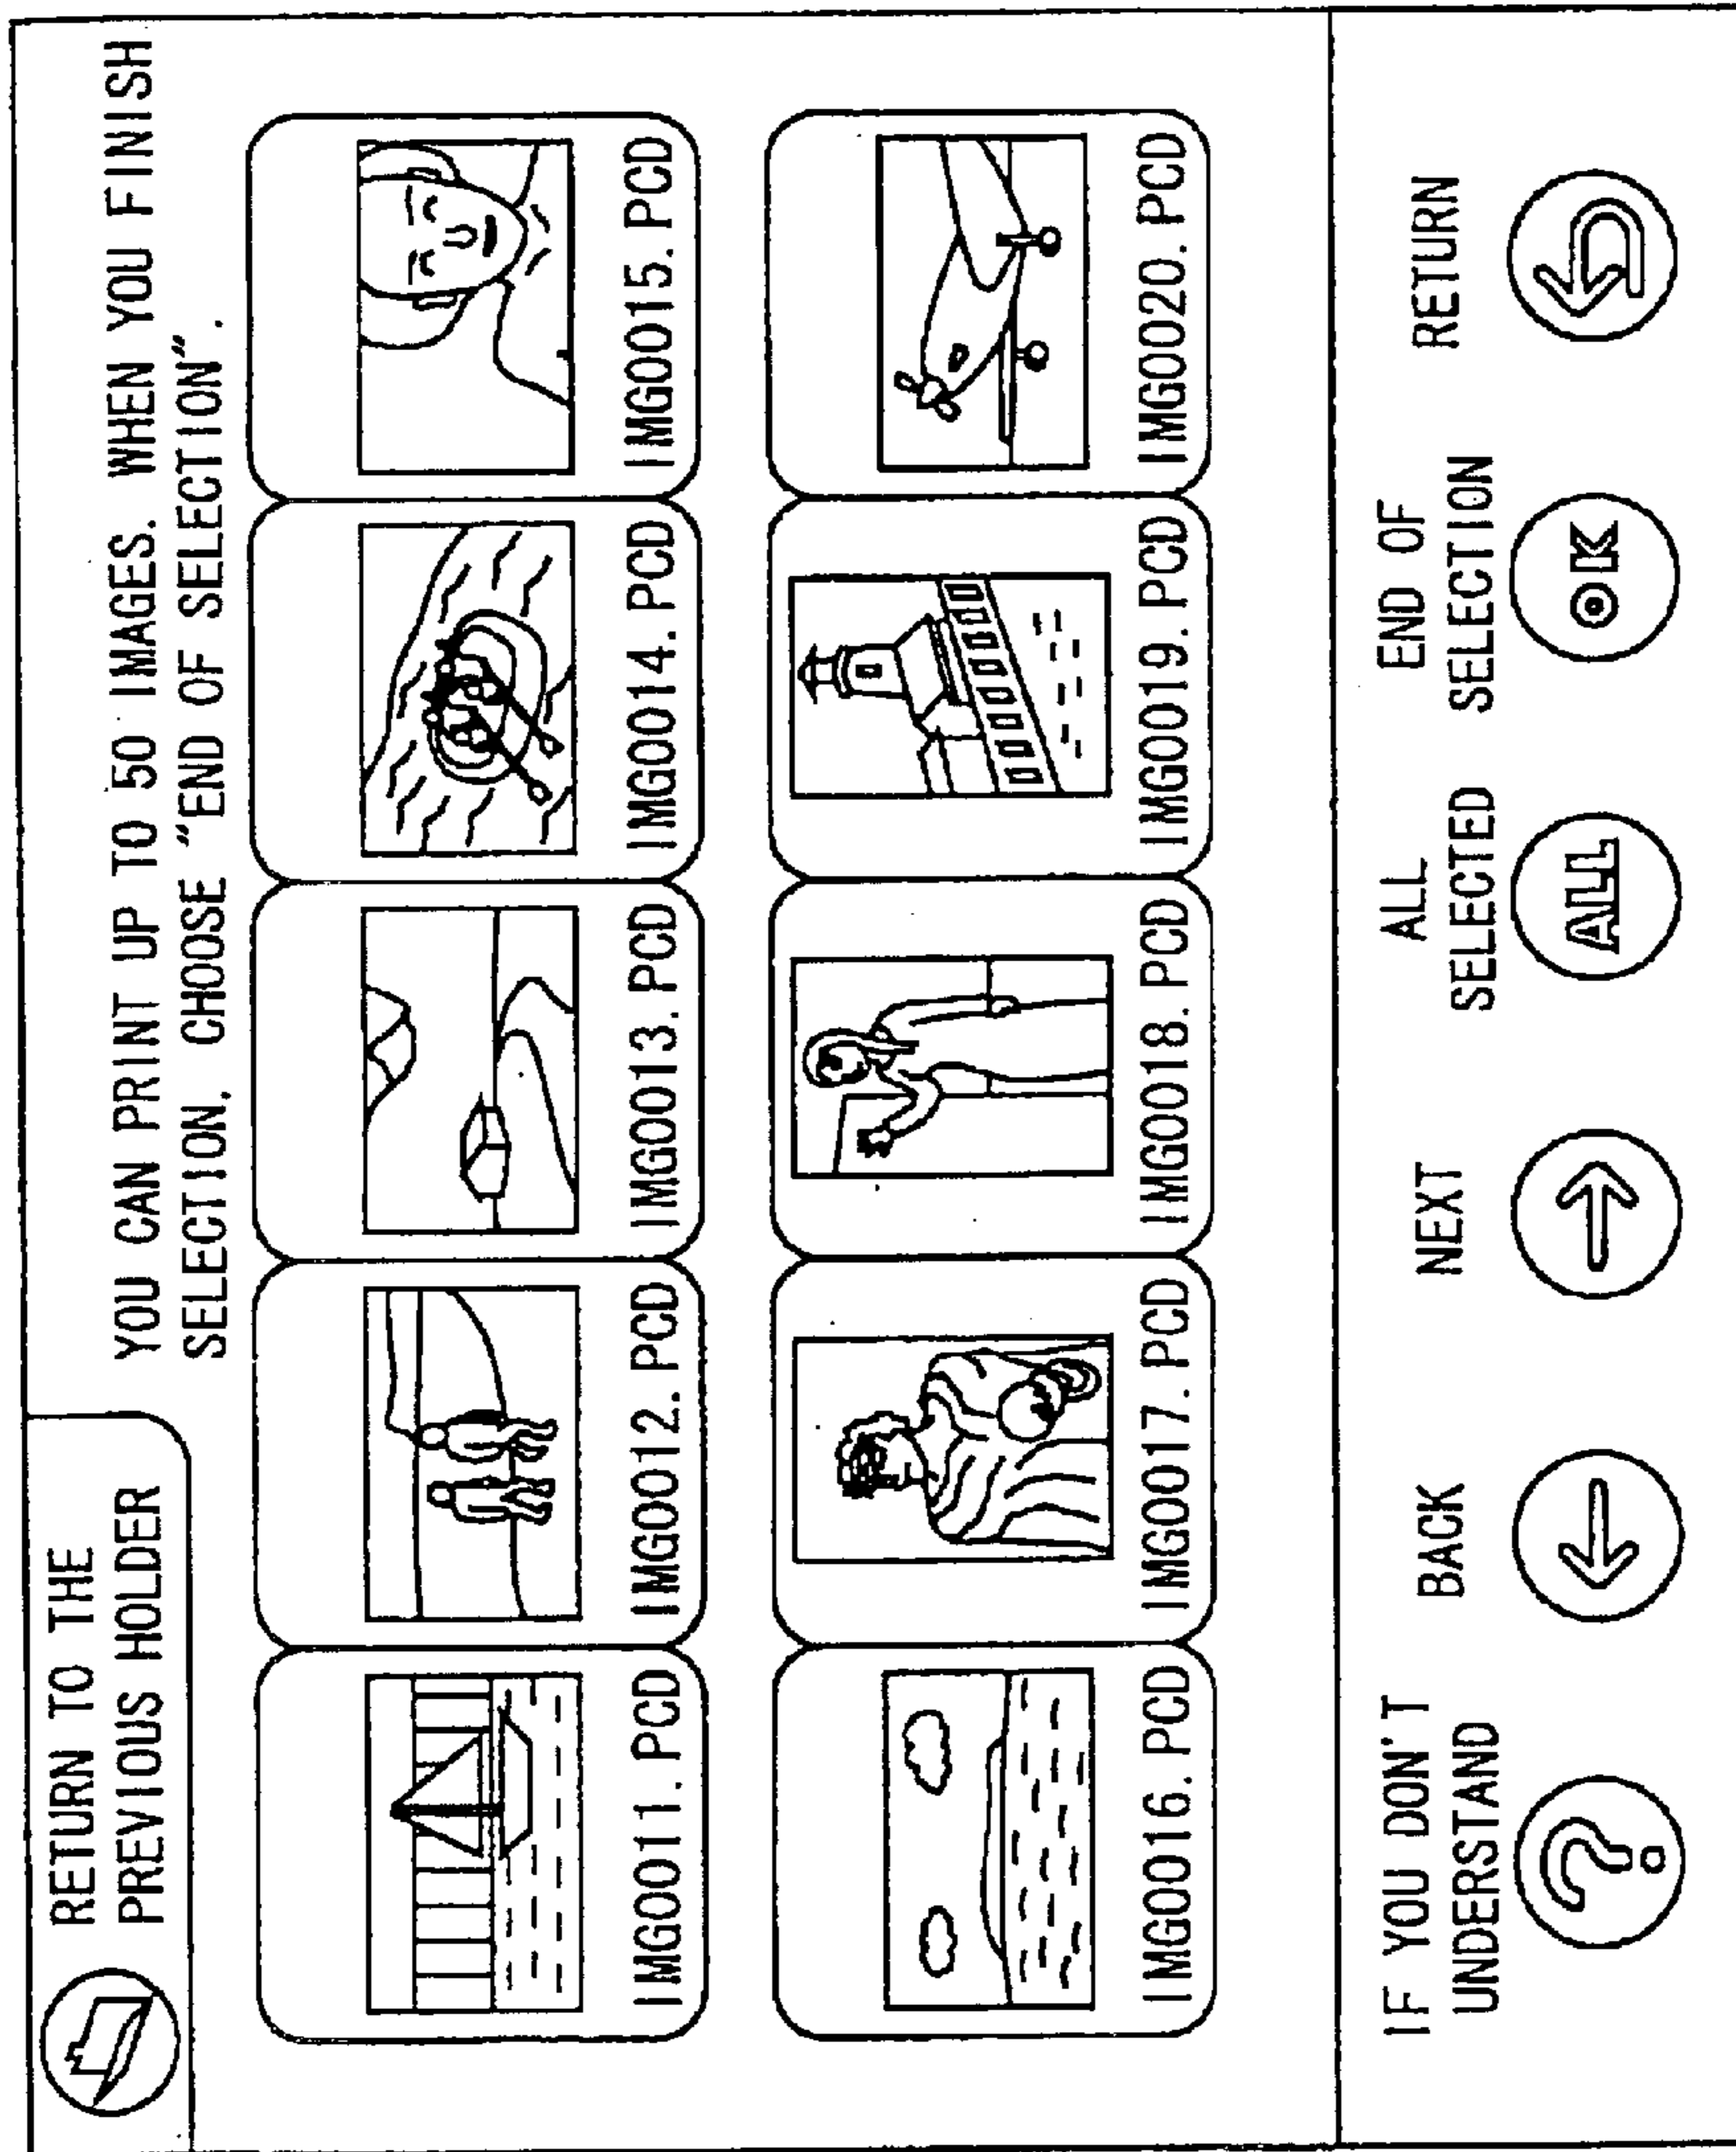 RETURN TO THE
PREVIOUS HOLDER
YOU CAN PRINT UP TO 50 IMAGES. WHEN YOU FINISH
SELECTION, CHOOSE "END OF SELECTION".
IMG0011.PCD
IMG0012.PCD
IMG0013.PCD
IMG0014.PCD
IMG0015.PCD
IMG0016.PCD
IMG0017.PCD
IMG0018.PCD
IMG0019.PCD
IMG0020.PCD
IF YOU DON'T
UNDERSTAND
?
BACK
NEXT
ALL
SELECTED
ALL
END OF
SELECTION
OK
RETURN